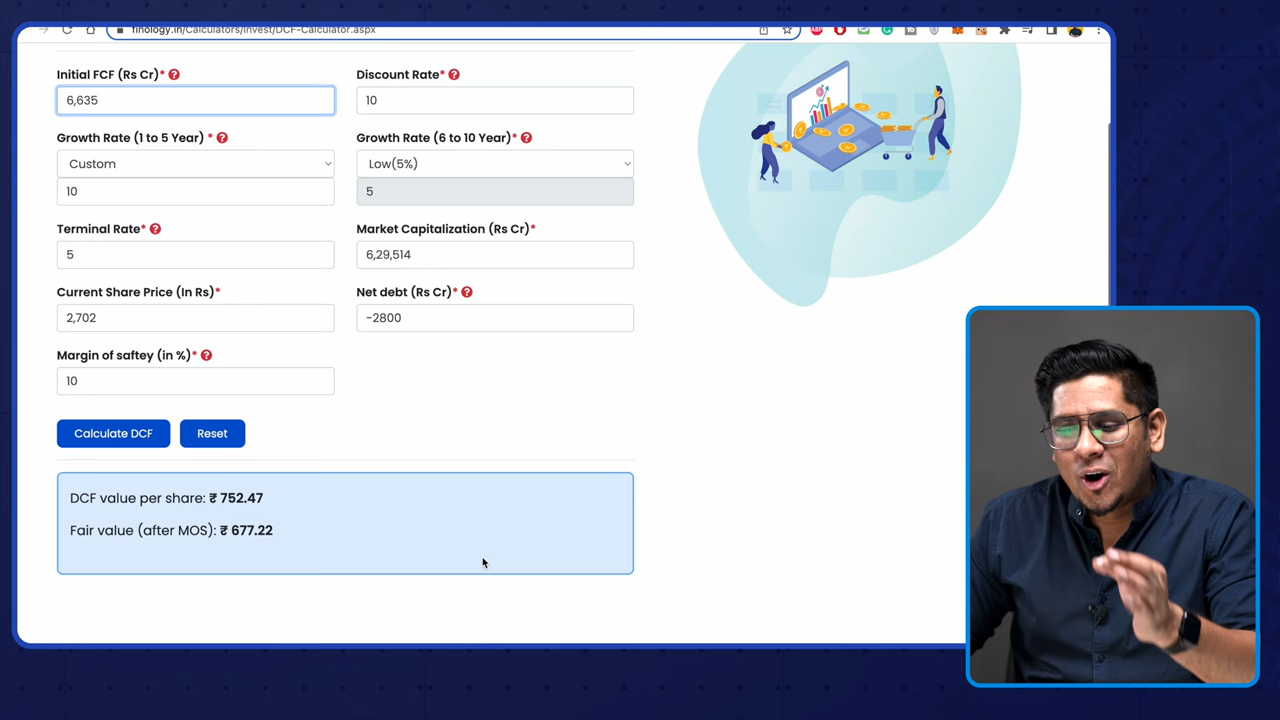 finology.in/Calculators/invest/DCF-Calculator.aspx
Initial FCF (Rs Cr)* ?
Discount Rate* ?
6,635
10
Growth Rate (1 to 5 Year) * ?
Growth Rate (6 to 10 Year)* ?
Custom
Low(5%)
10
5
Terminal Rate* ?
Market Capitalization (Rs Cr)*
5
6,29,514
Current Share Price (In Rs)*
Net debt (Rs Cr)* ?
2,702
-2800
Margin of saftey (in %)* ?
10
Calculate DCF
Reset
DCF value per share: ₹ 752.47
Fair value (after MOS): ₹ 677.22